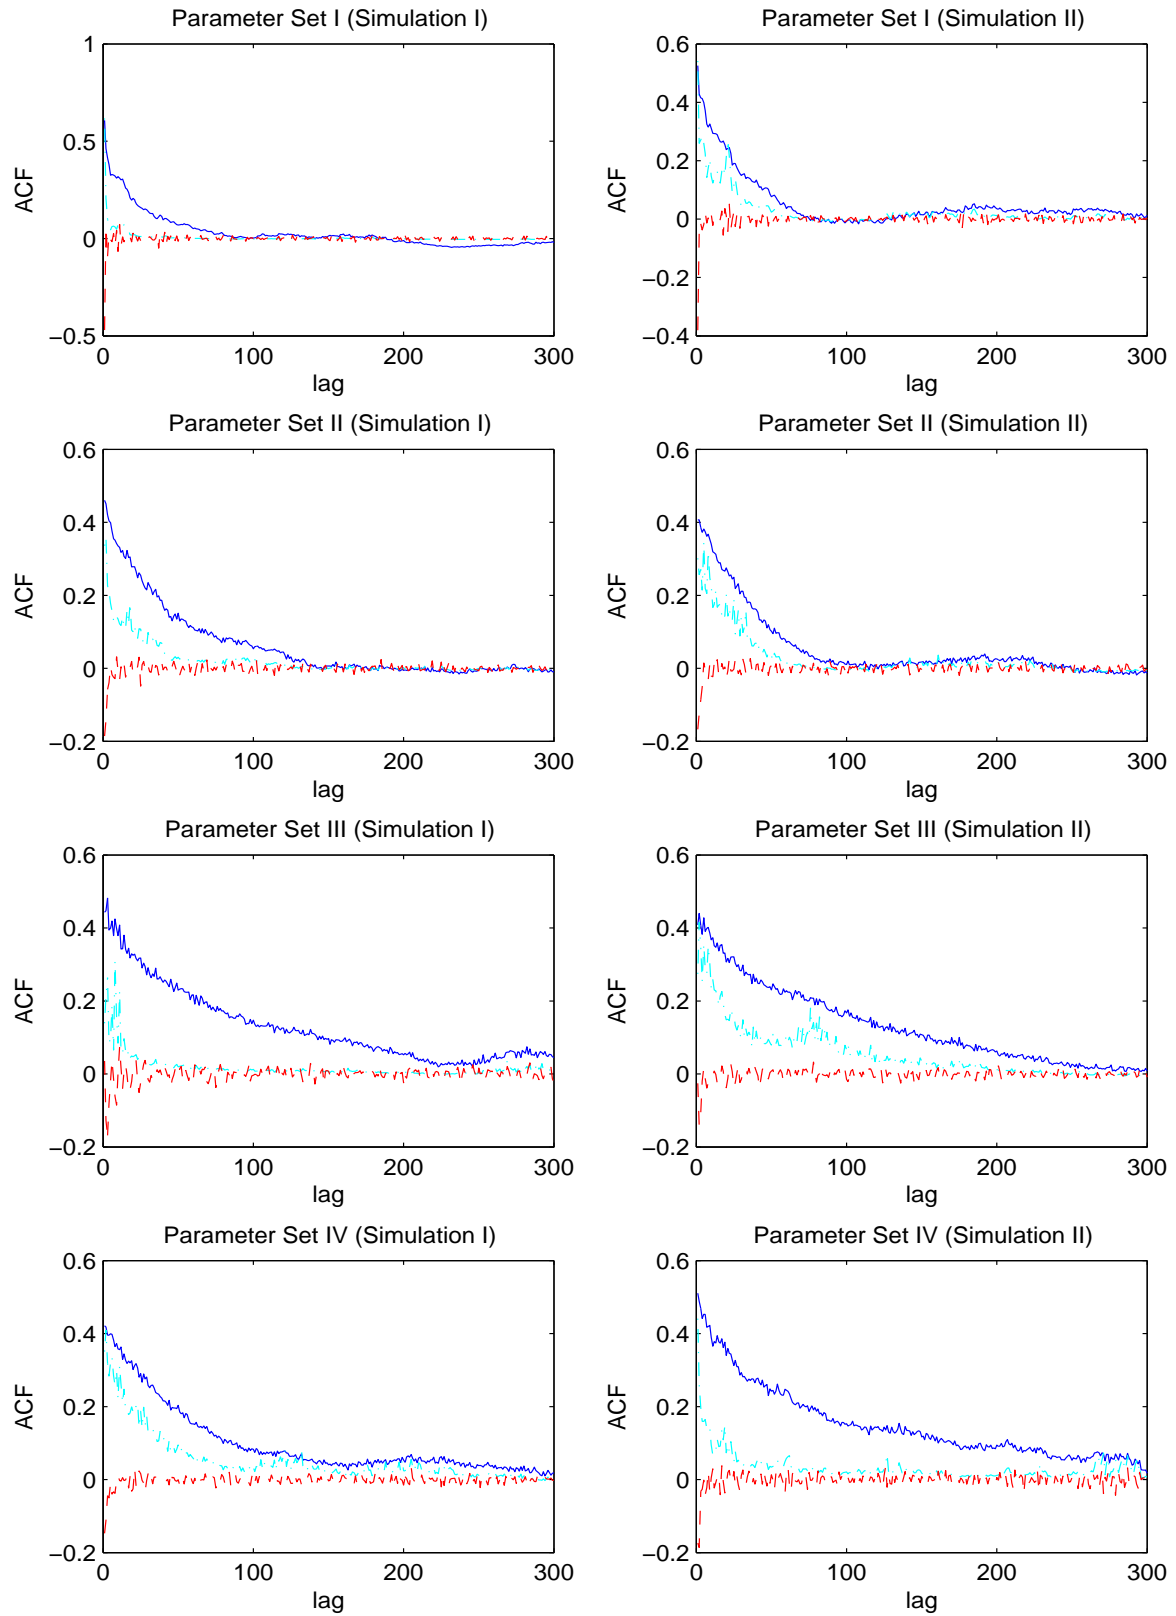 Parameter Set I (Simulation I)
1
0.5
0
−0.5
ACF
0 100 200 300
lag
Parameter Set I (Simulation II)
0.6
0.4
0.2
0
−0.2
−0.4
ACF
0 100 200 300
lag
Parameter Set II (Simulation I)
0.6
0.4
0.2
0
−0.2
ACF
0 100 200 300
lag
Parameter Set II (Simulation II)
0.6
0.4
0.2
0
−0.2
ACF
0 100 200 300
lag
Parameter Set III (Simulation I)
0.6
0.4
0.2
0
−0.2
ACF
0 100 200 300
lag
Parameter Set III (Simulation II)
0.6
0.4
0.2
0
−0.2
ACF
0 100 200 300
lag
Parameter Set IV (Simulation I)
0.6
0.4
0.2
0
−0.2
ACF
0 100 200 300
lag
Parameter Set IV (Simulation II)
0.6
0.4
0.2
0
−0.2
ACF
0 100 200 300
lag